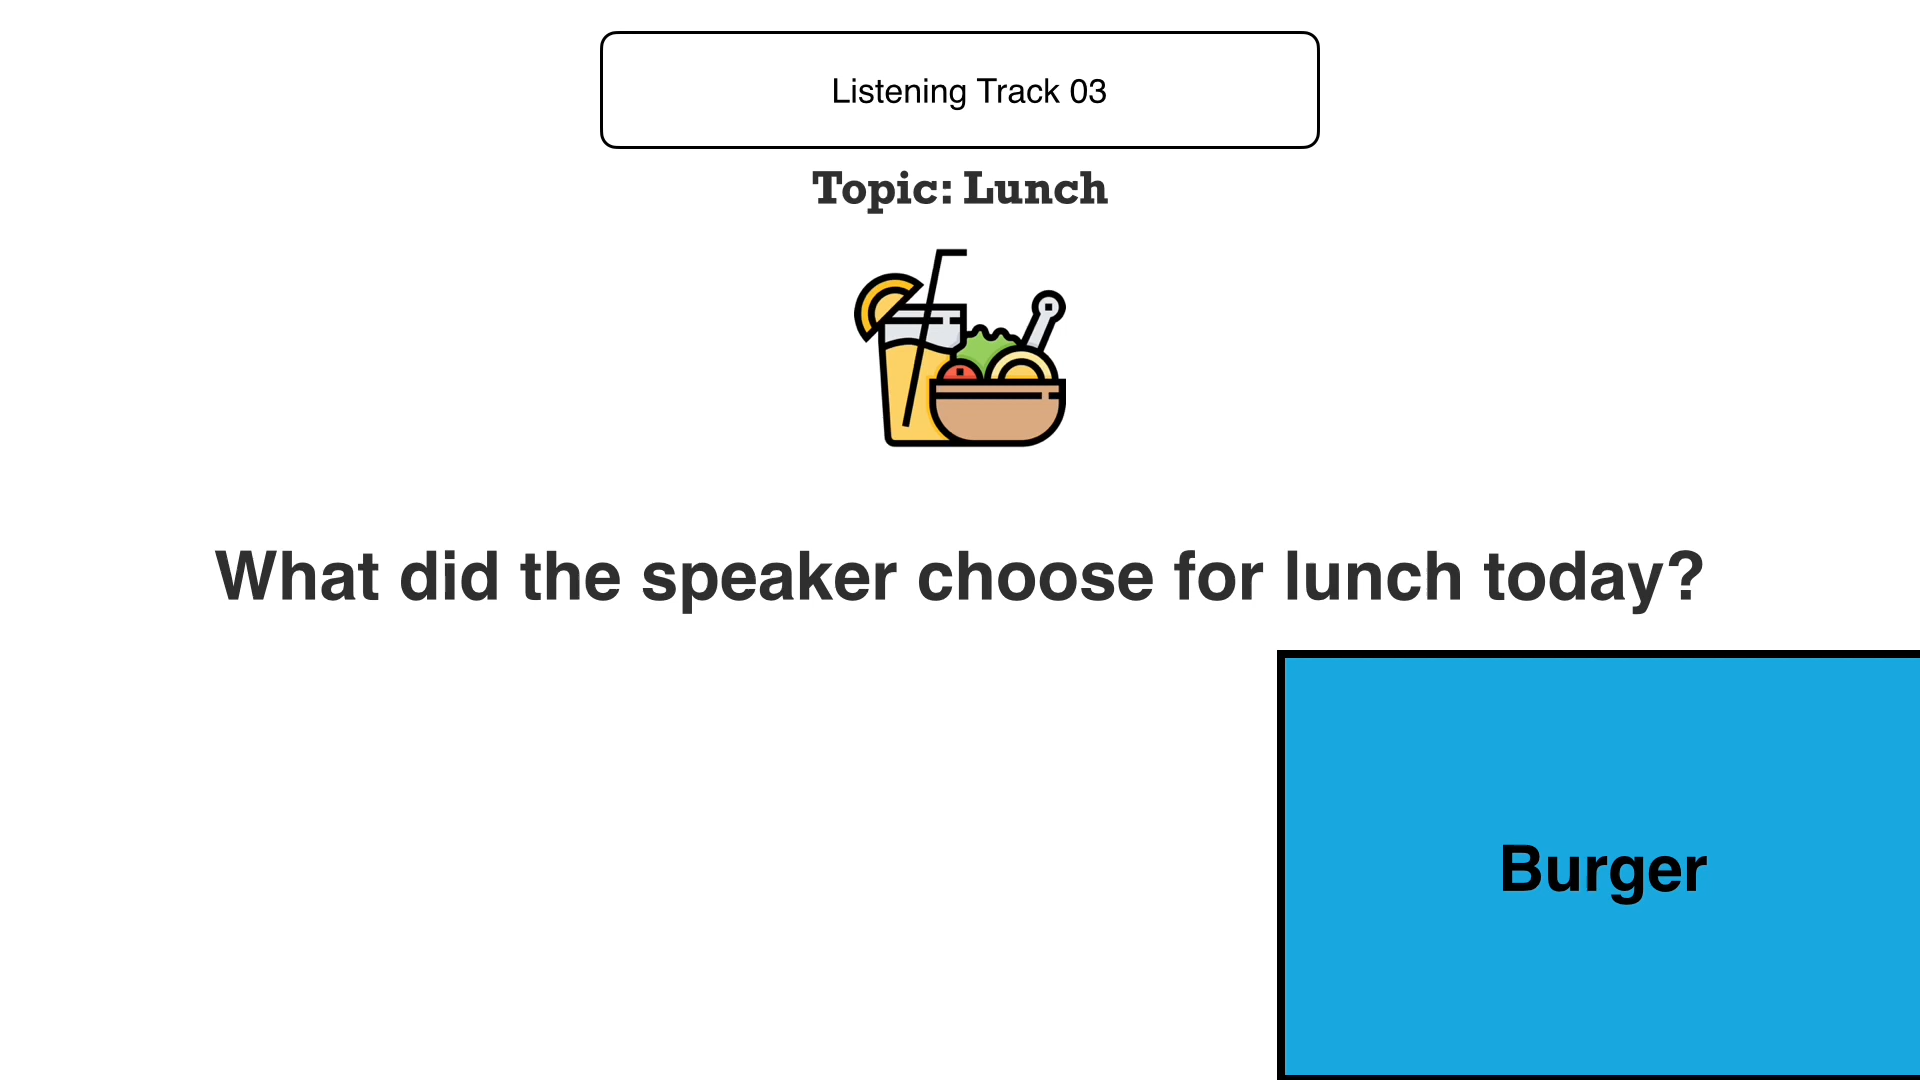 Listening Track 03
Topic: Lunch
What did the speaker choose for lunch today?
Burger